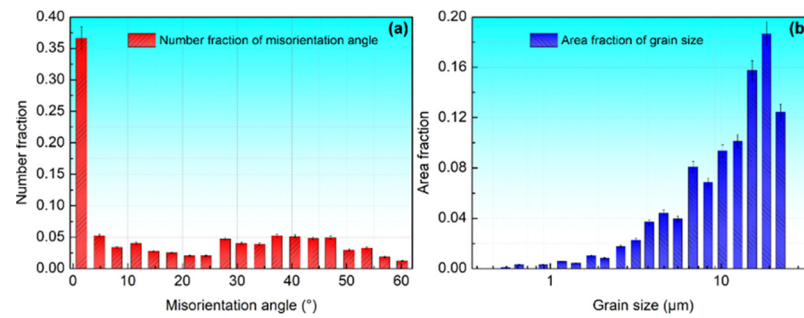 (a)
Number fraction of misorientation angle
0.40
0.35
0.30
0.25
0.20
0.15
0.10
0.05
0.00
Number fraction
0 10 20 30 40 50 60
Misorientation angle (°)
(b)
Area fraction of grain size
0.20
0.16
0.12
0.08
0.04
0.00
Area fraction
1 10
Grain size (μm)